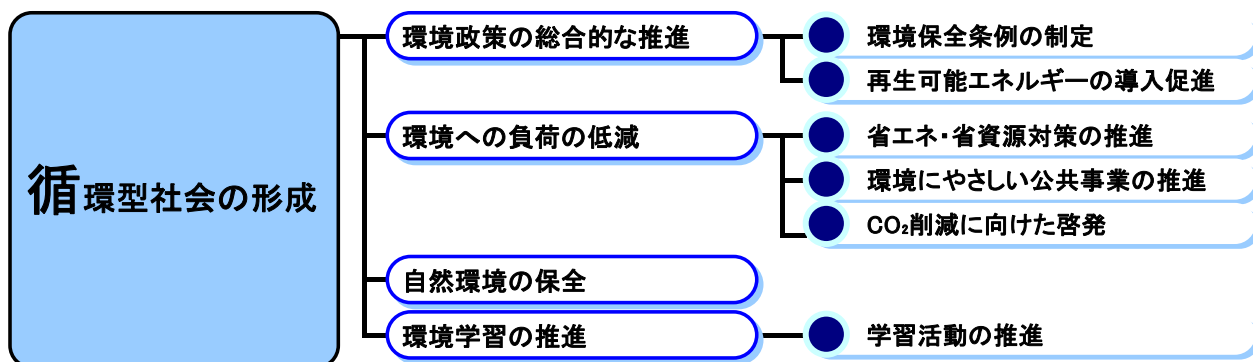 循環型社会の形成
環境政策の総合的な推進
環境保全条例の制定
再生可能エネルギーの導入促進
環境への負荷の低減
省エネ・省資源対策の推進
環境にやさしい公共事業の推進
CO₂削減に向けた啓発
自然環境の保全
環境学習の推進
学習活動の推進